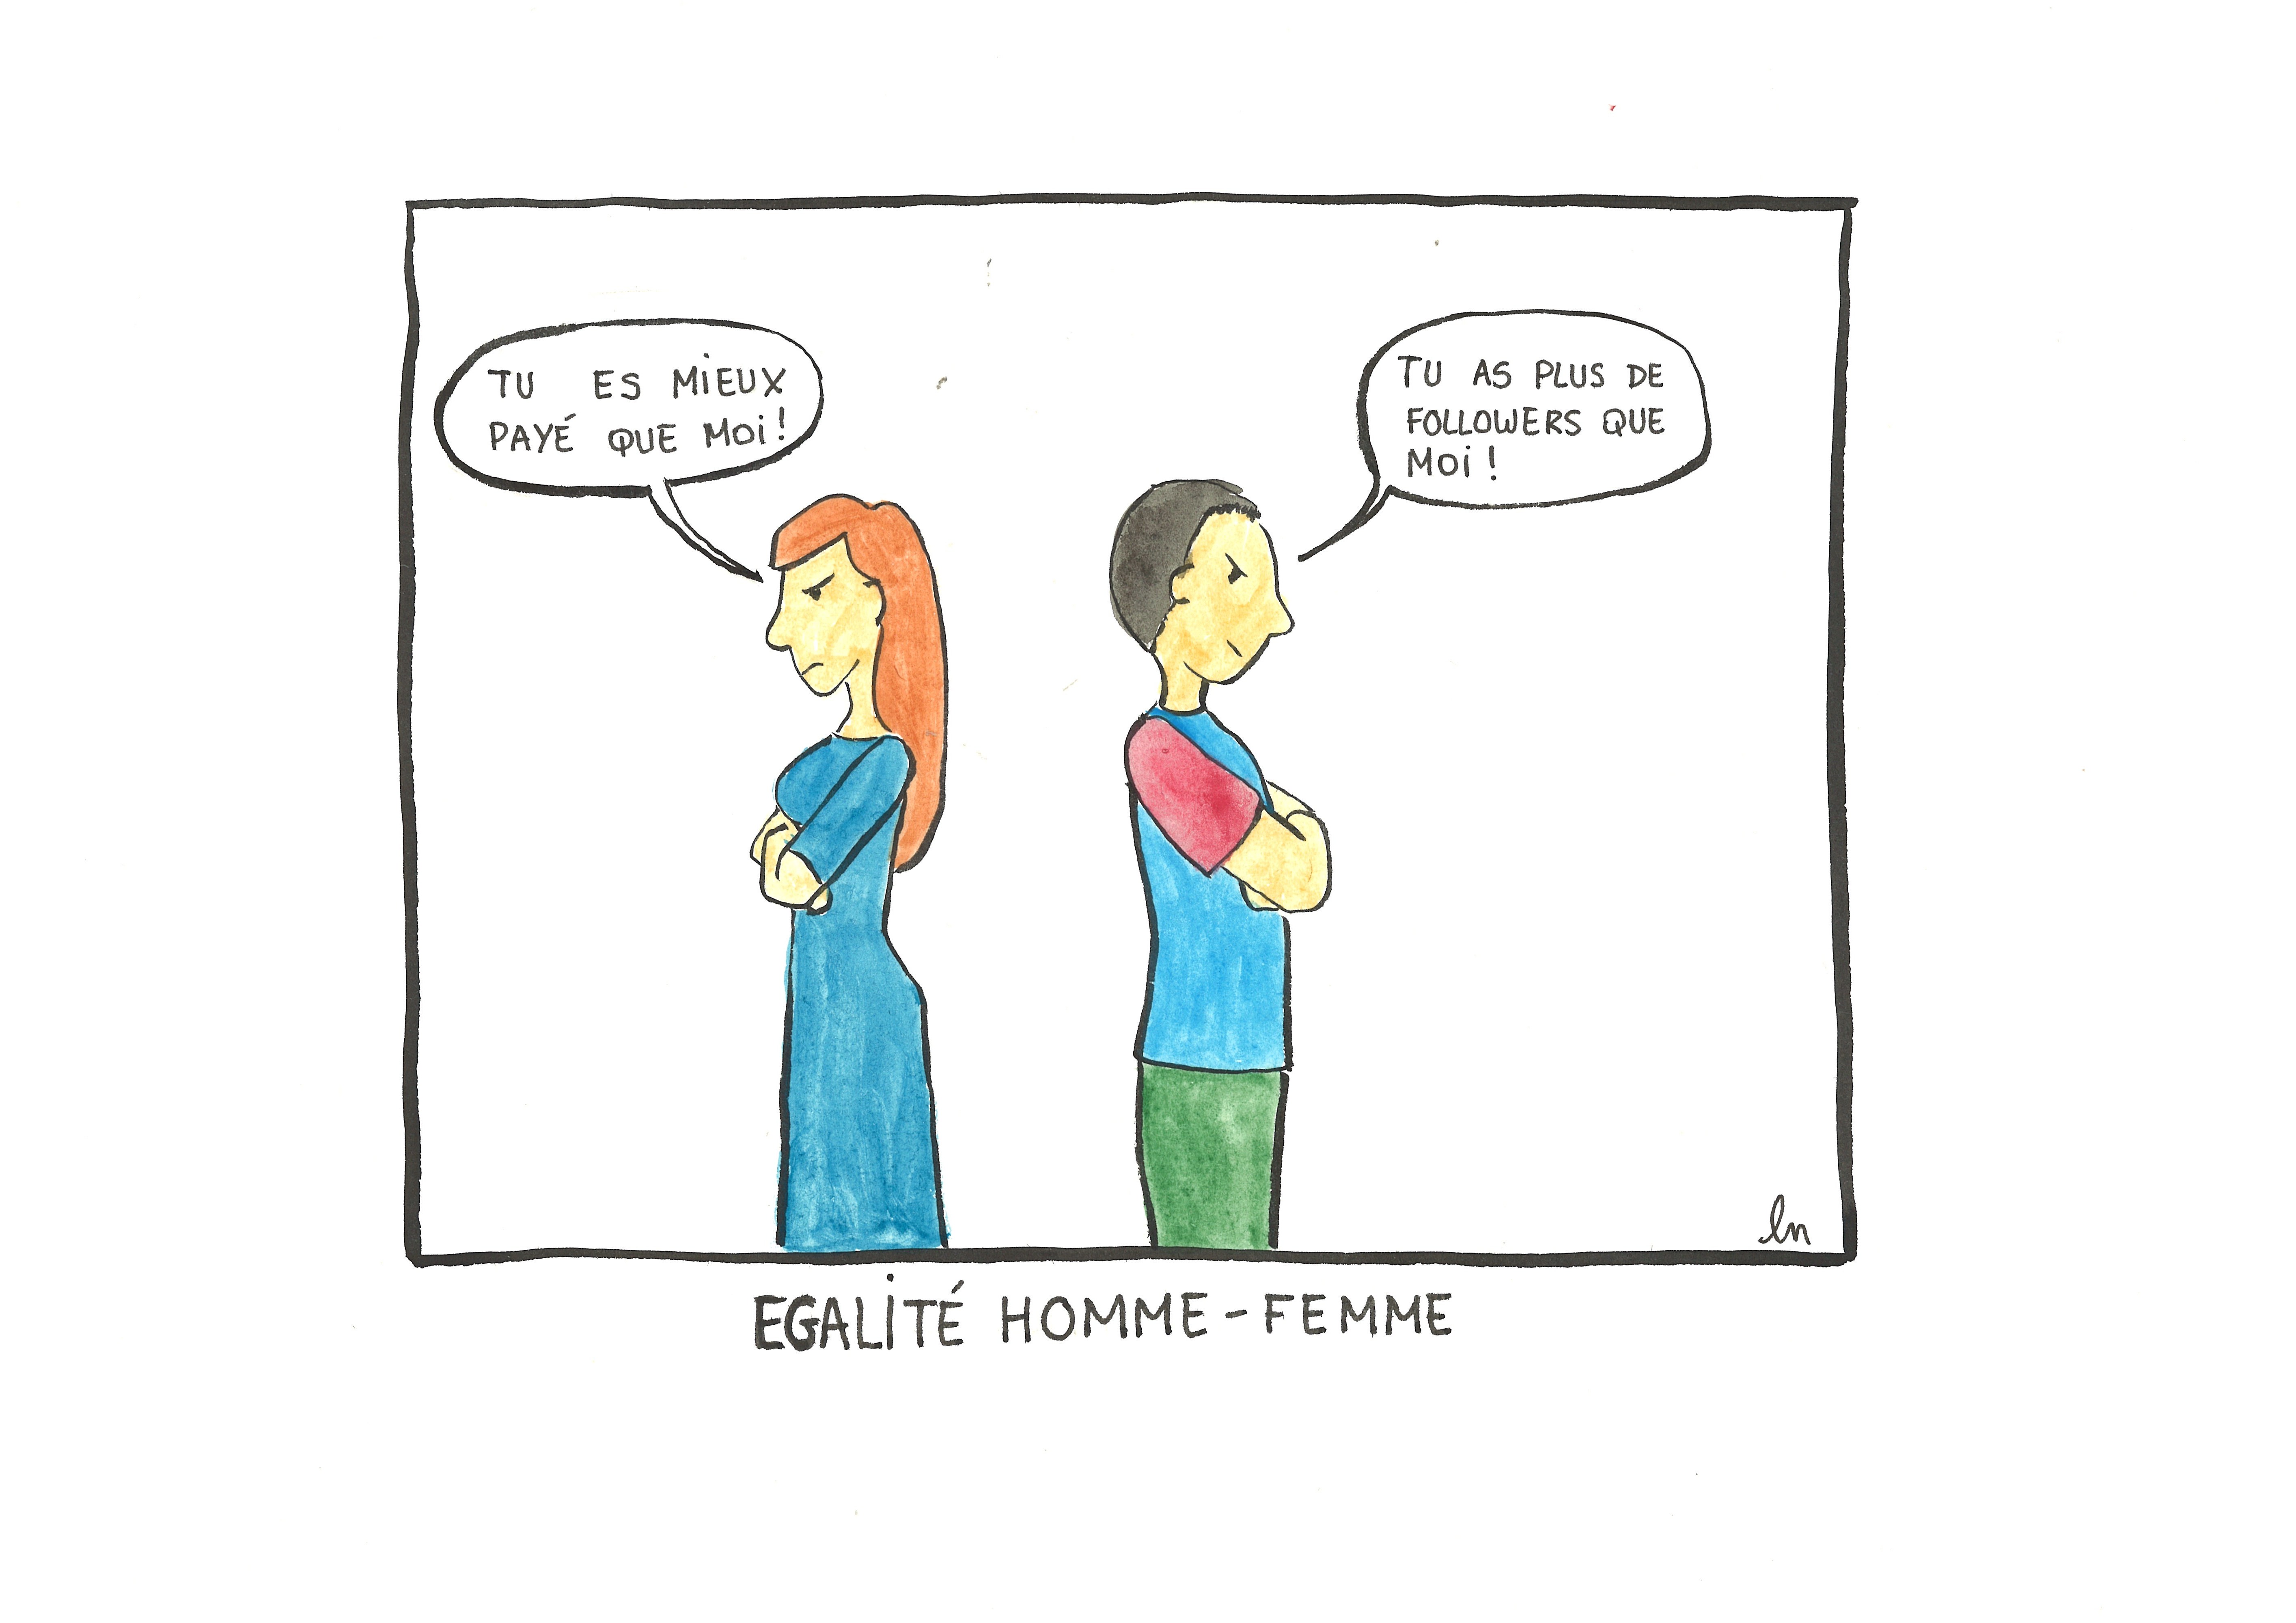 TU ES MIEUX
PAYÉ QUE MOI!
TU AS PLUS DE
FOLLOWERS QUE
MOI!
ln
EGALITÉ HOMME-FEMME